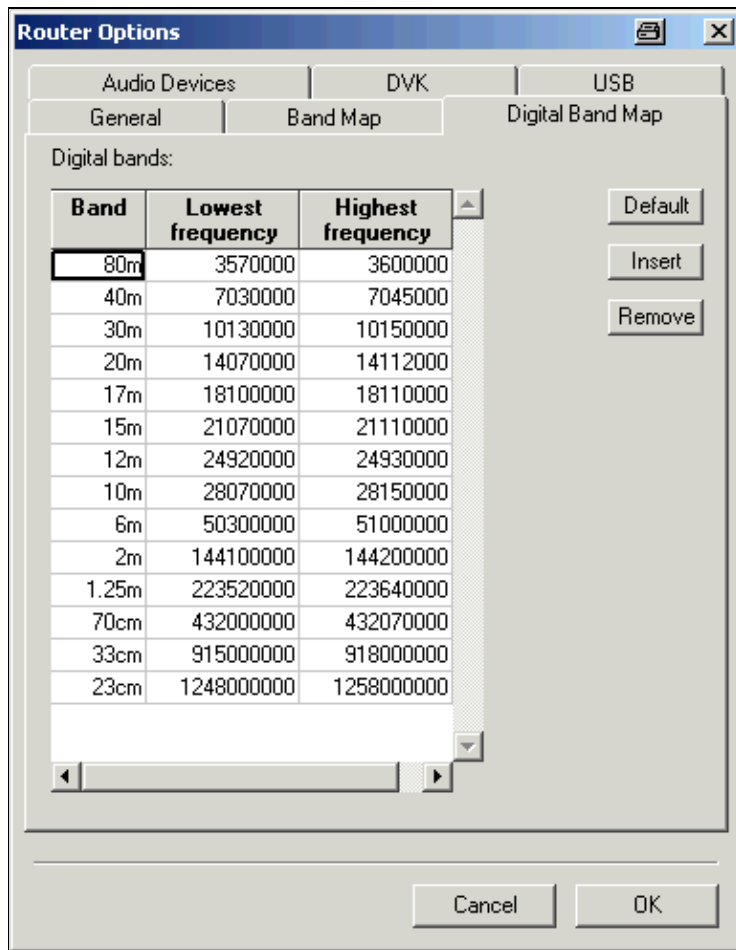 Router Options
Audio Devices DVK USB
General Band Map Digital Band Map
Digital bands:
Band Lowest frequency Highest frequency
80m 3570000 3600000
40m 7030000 7045000
30m 10130000 10150000
20m 14070000 14112000
17m 18100000 18110000
15m 21070000 21110000
12m 24920000 24930000
10m 28070000 28150000
6m 50300000 51000000
2m 144100000 144200000
1.25m 223520000 223640000
70cm 432000000 432070000
33cm 915000000 918000000
23cm 1248000000 1258000000
Default
Insert
Remove
Cancel OK